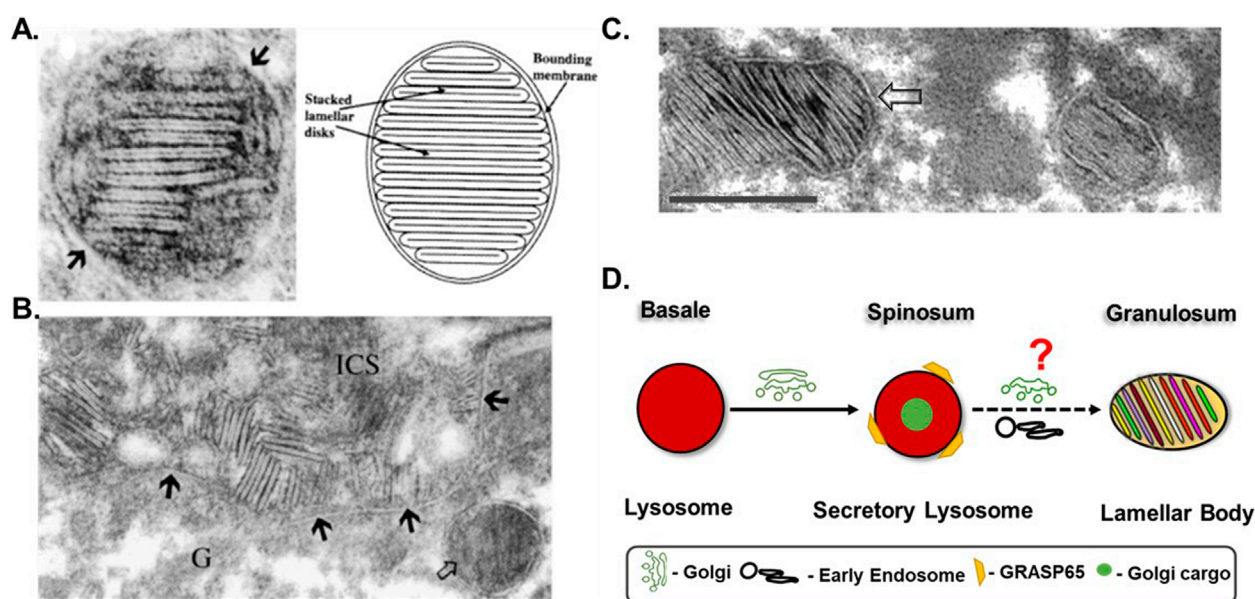 A.
Stacked
lamellar
disks
Bounding
membrane
B.
ICS
G
C.
D.
Basale
Spinosum
Granulosum
?
Lysosome
Secretory Lysosome
Lamellar Body
- Golgi
- Early Endosome
- GRASP65
- Golgi cargo